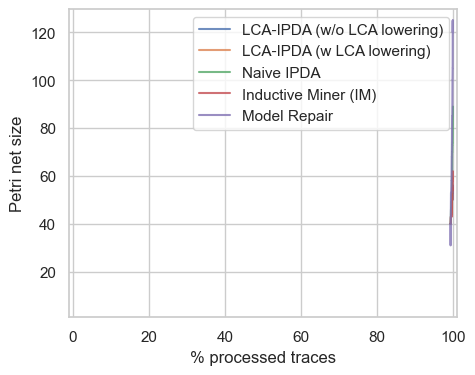 LCA-IPDA (w/o LCA lowering)
LCA-IPDA (w LCA lowering)
Naive IPDA
Inductive Miner (IM)
Model Repair
120
100
80
60
40
20
Petri net size
0 20 40 60 80 100
% processed traces